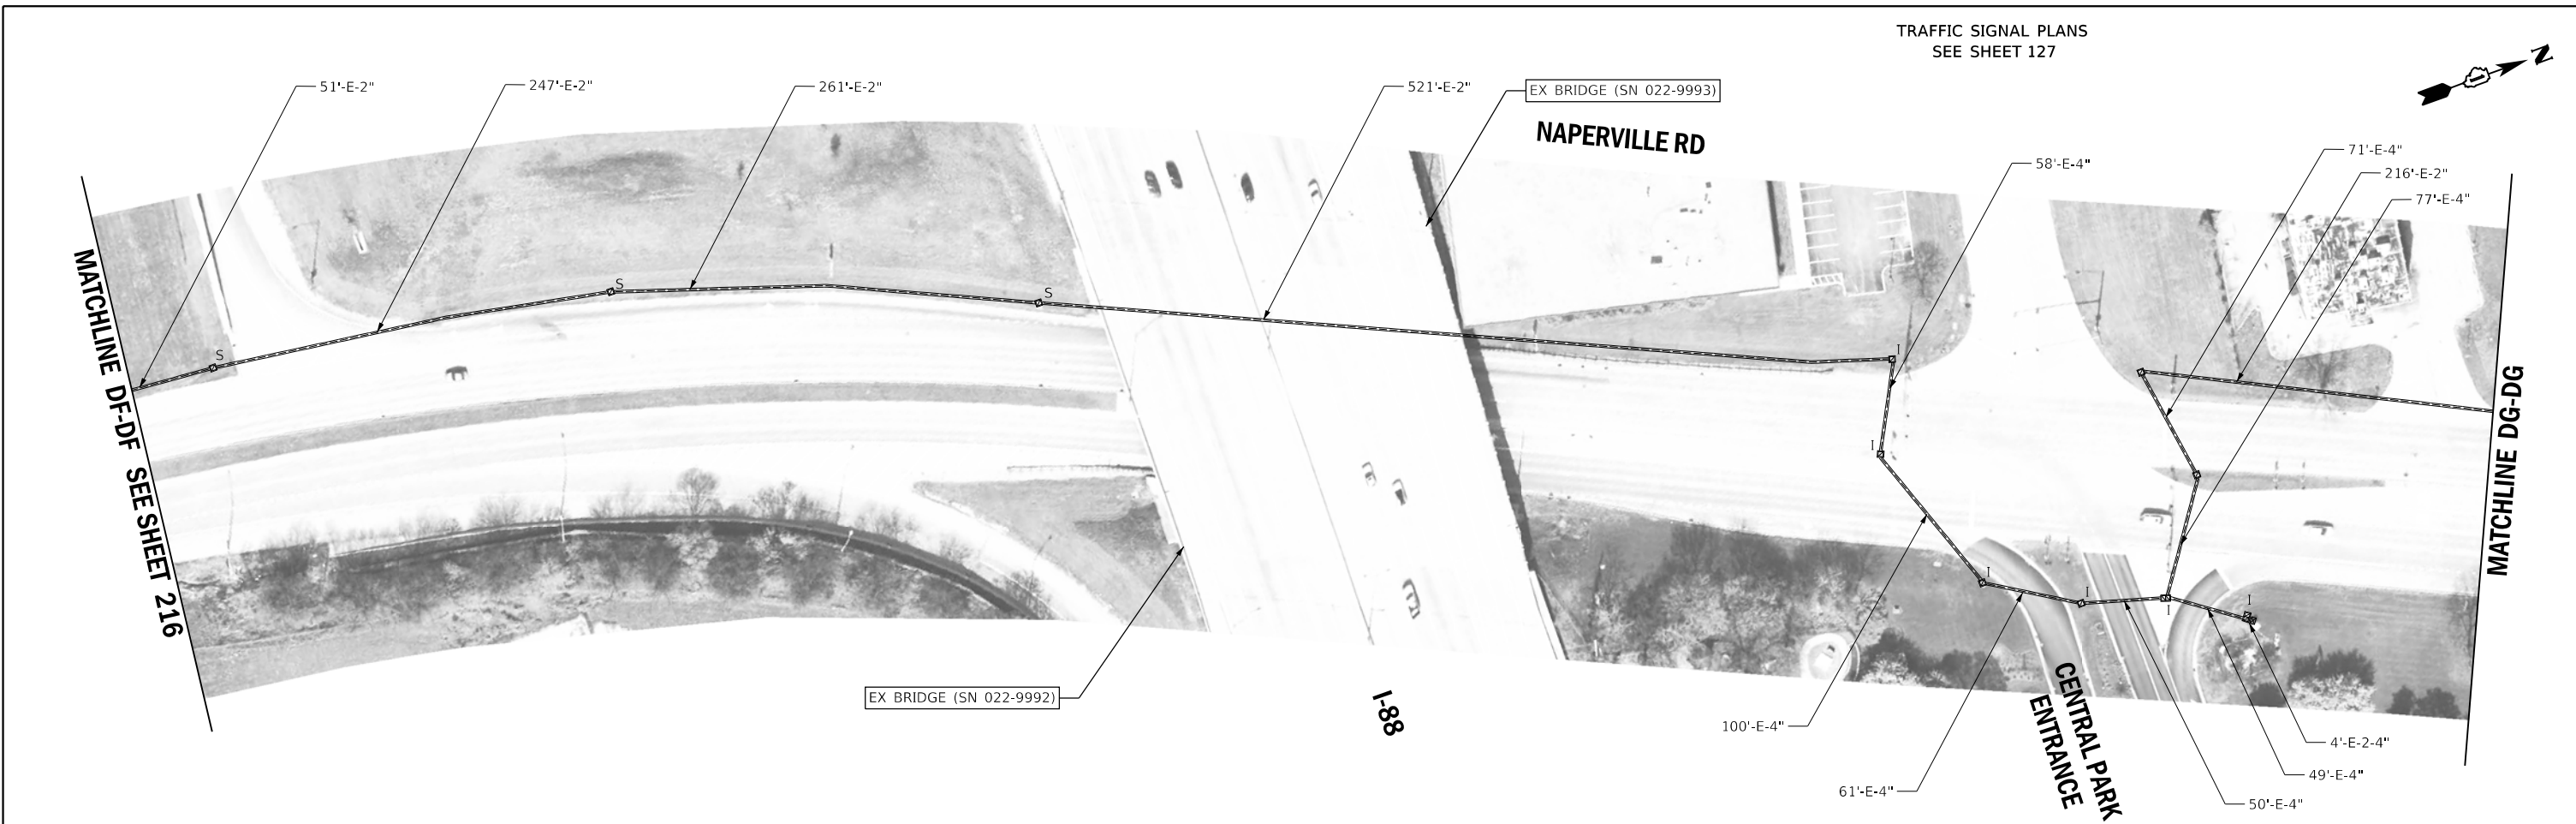 TRAFFIC SIGNAL PLANS
SEE SHEET 127
N
51'-E-2"
247'-E-2"
261'-E-2"
521'-E-2"
EX BRIDGE (SN 022-9993)
NAPERVILLE RD
58'-E-4"
71'-E-4"
216'-E-2"
77'-E-4"
S
S
S
I
I
I
I
I
I
MATCHLINE DF-DF SEE SHEET 216
MATCHLINE DG-DG
EX BRIDGE (SN 022-9992)
I-88
CENTRAL PARK
ENTRANCE
100'-E-4"
61'-E-4"
4'-E-2-4"
49'-E-4"
50'-E-4"